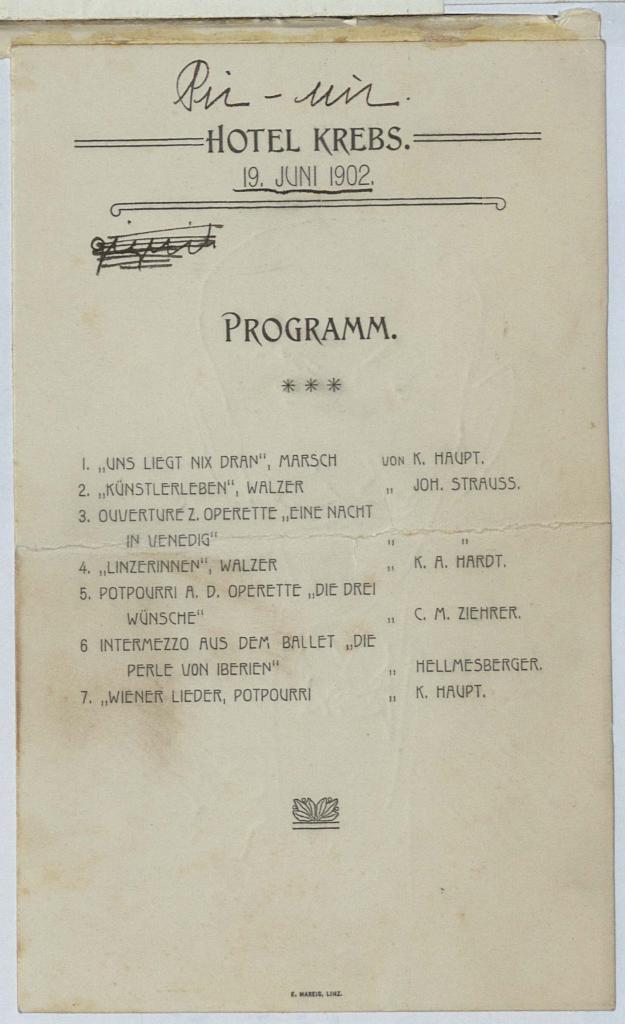 HOTEL KREBS.
19. JUNI 1902.
PROGRAMM.
1. „UNS LIEGT NIX DRAN“, MARSCH VON K. HAUPT.
2. „KÜNSTLERLEBEN“, WALZER „ JOH. STRAUSS.
3. OUVERTURE Z. OPERETTE „EINE NACHT
IN VENEDIG“ „ „
4. „LINZERINNEN“, WALZER „ K. A. HARDT.
5. POTPOURRI A. D. OPERETTE „DIE DREI
WÜNSCHE“ „ C. M. ZIEHRER.
6 INTERMEZZO AUS DEM BALLET „DIE
PERLE VON IBERIEN“ „ HELLMESBERGER.
7. „WIENER LIEDER, POTPOURRI „ K. HAUPT.
E. MAREIS, LINZ.